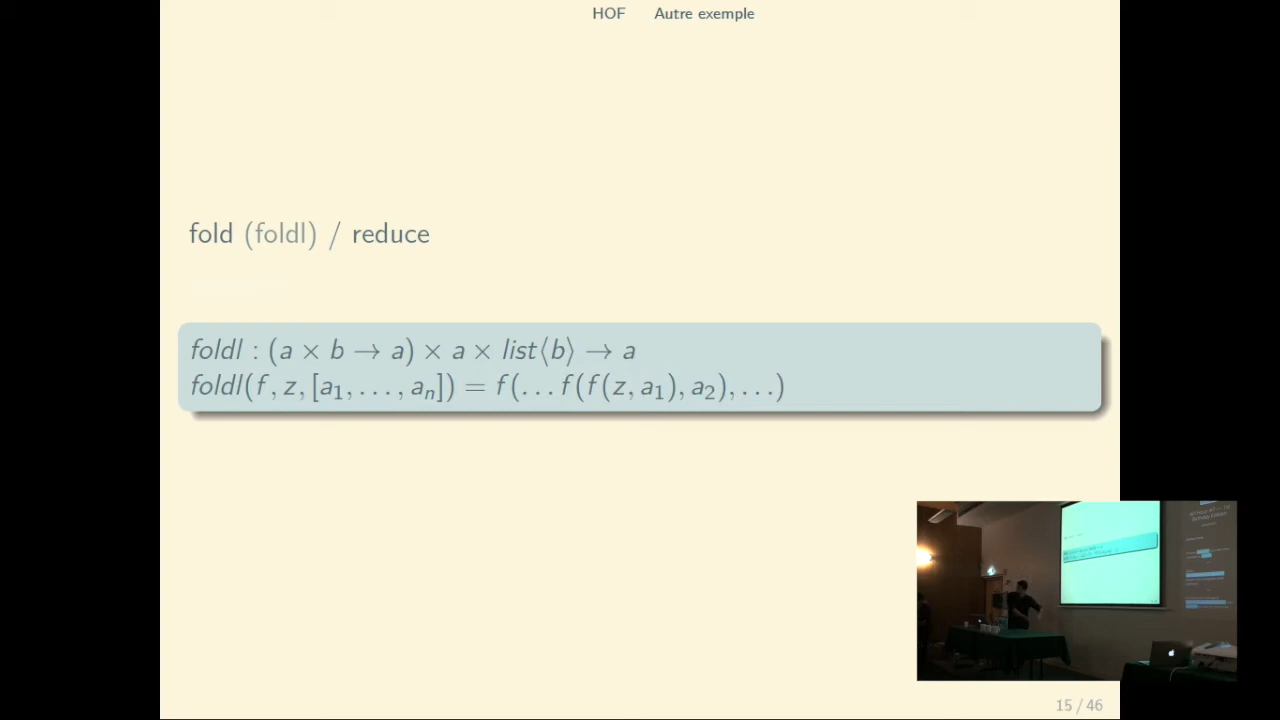 HOF Autre exemple
fold (foldl) / reduce
foldl : (a × b → a) × a × list⟨b⟩ → a
foldl(f, z, [a₁, . . . , aₙ]) = f(. . . f(f(z, a₁), a₂), . . .)
15 / 46